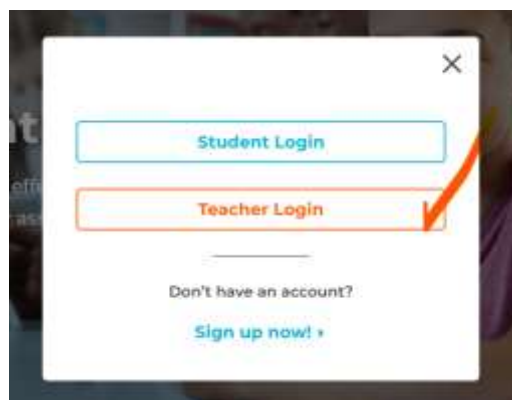 Student Login
Teacher Login
Don't have an account?
Sign up now! ›